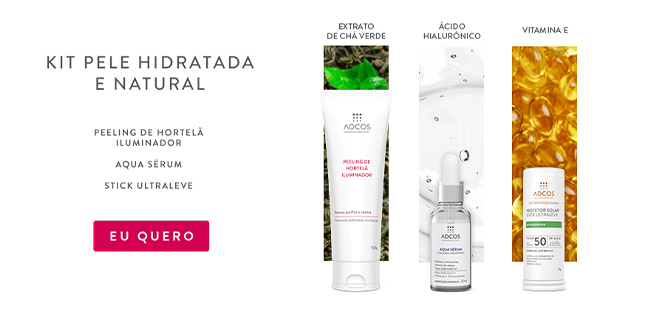 KIT PELE HIDRATADA
E NATURAL
PEELING DE HORTELÃ
ILUMINADOR
AQUA SÉRUM
STICK ULTRALEVE
EU QUERO
EXTRATO
DE CHÁ VERDE
ÁCIDO
HIALURÔNICO
VITAMINA E
ADCOS
PEELING DE
HORTELÃ
ILUMINADOR
ADCOS
AQUA SÉRUM
ADCOS
PROTETOR SOLAR
STICK ULTRALEVE
50